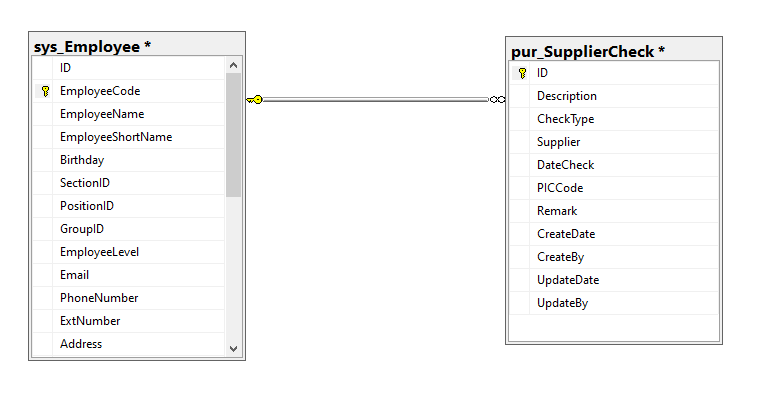 sys_Employee *
ID
EmployeeCode
EmployeeName
EmployeeShortName
Birthday
SectionID
PositionID
GroupID
EmployeeLevel
Email
PhoneNumber
ExtNumber
Address
pur_SupplierCheck *
ID
Description
CheckType
Supplier
DateCheck
PICCode
Remark
CreateDate
CreateBy
UpdateDate
UpdateBy